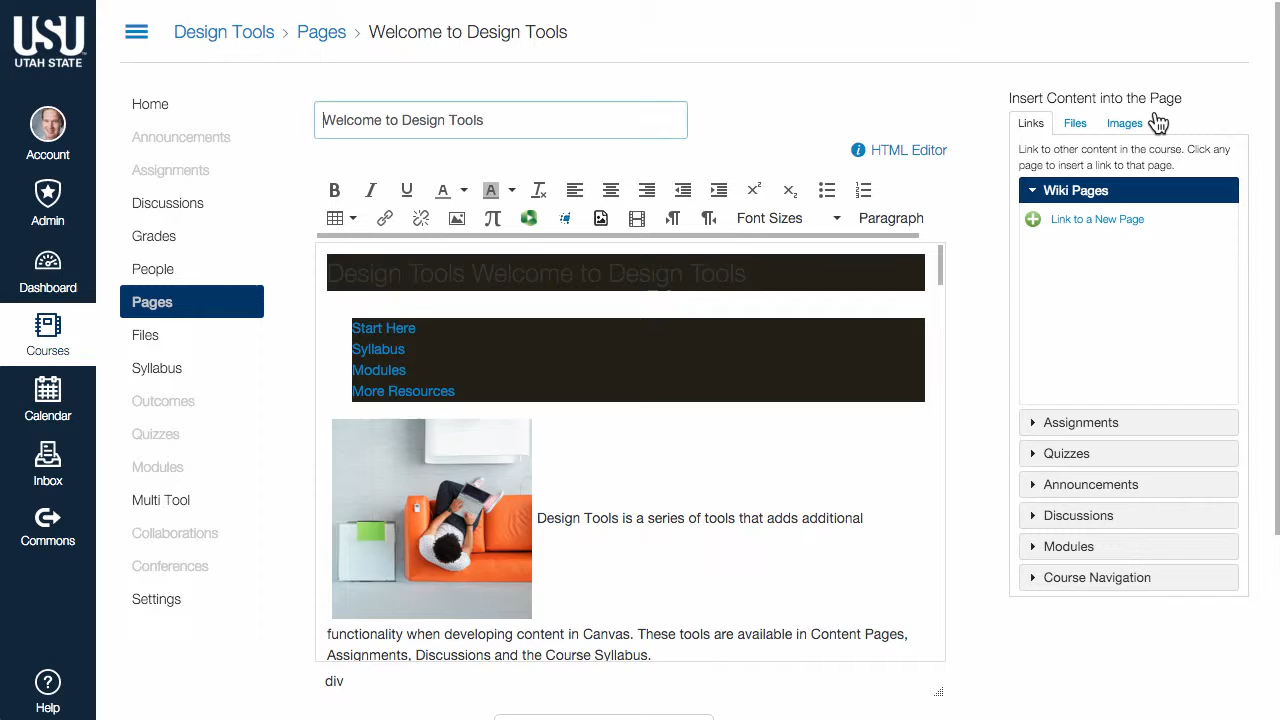 USU
UTAH STATE
Account
Admin
Dashboard
Courses
Calendar
Inbox
Commons
Help
Design Tools > Pages > Welcome to Design Tools
Home
Announcements
Assignments
Discussions
Grades
People
Pages
Files
Syllabus
Outcomes
Quizzes
Modules
Multi Tool
Collaborations
Conferences
Settings
Welcome to Design Tools
HTML Editor
Font Sizes Paragraph
Design Tools Welcome to Design Tools
Start Here
Syllabus
Modules
More Resources
Design Tools is a series of tools that adds additional
functionality when developing content in Canvas. These tools are available in Content Pages,
Assignments, Discussions and the Course Syllabus.
div
Insert Content into the Page
Links Files Images
Link to other content in the course. Click any
page to insert a link to that page.
Wiki Pages
Link to a New Page
Assignments
Quizzes
Announcements
Discussions
Modules
Course Navigation